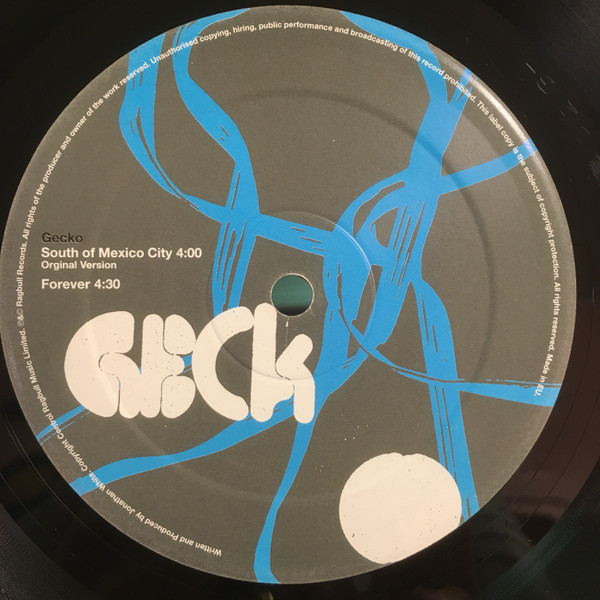 Gecko
South of Mexico City 4:00
Orginal Version
Forever 4:30
GECKO
Written and Produced by Jonathan White. Copyright Control Ragbull Music Limited. ℗&© Ragbull Records. All rights of the producer and owner of the work reserved. Unauthorised copying, hiring, public performance and broadcasting of this record prohibited. This label copy is the subject of copyright protection. All rights reserved. Made in EU.